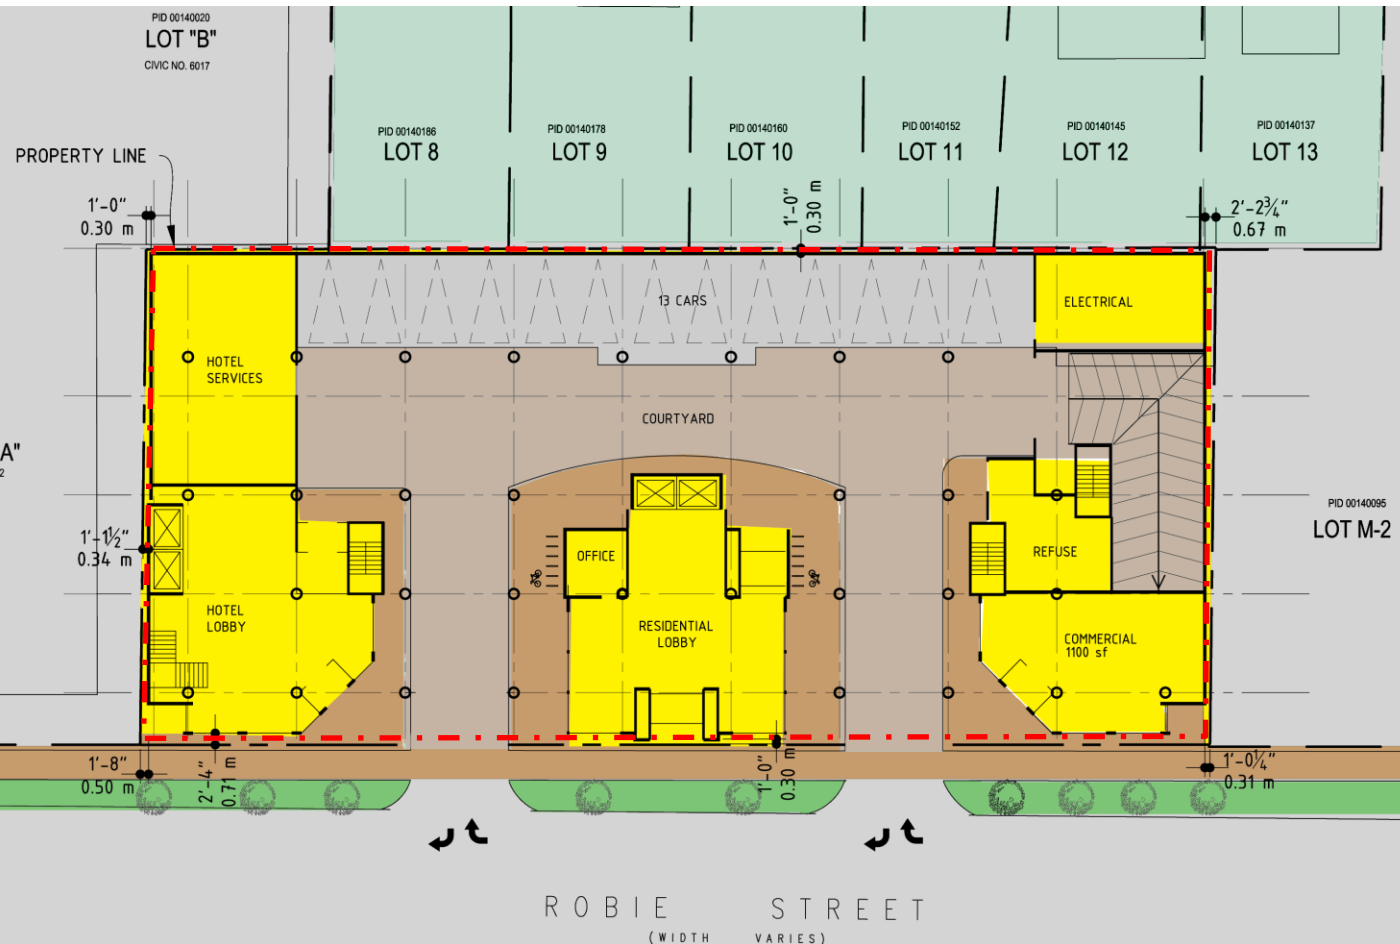 PID 00140020
LOT "B"
CIVIC NO. 6017
PID 00140186
LOT 8
PID 00140178
LOT 9
PID 00140160
LOT 10
PID 00140152
LOT 11
PID 00140145
LOT 12
PID 00140137
LOT 13
PROPERTY LINE
1'-0"
0.30 m
1'-0"
0.30 m
2'-2¾"
0.67 m
13 CARS
ELECTRICAL
HOTEL
SERVICES
COURTYARD
A"
2
PID 00140095
LOT M-2
1'-1½"
0.34 m
OFFICE
REFUSE
HOTEL
LOBBY
RESIDENTIAL
LOBBY
COMMERCIAL
1100 sf
1'-8"
0.50 m
2'-4"
0.71 m
1'-0"
0.30 m
1'-0¼"
0.31 m
ROBIE STREET
(WIDTH VARIES)